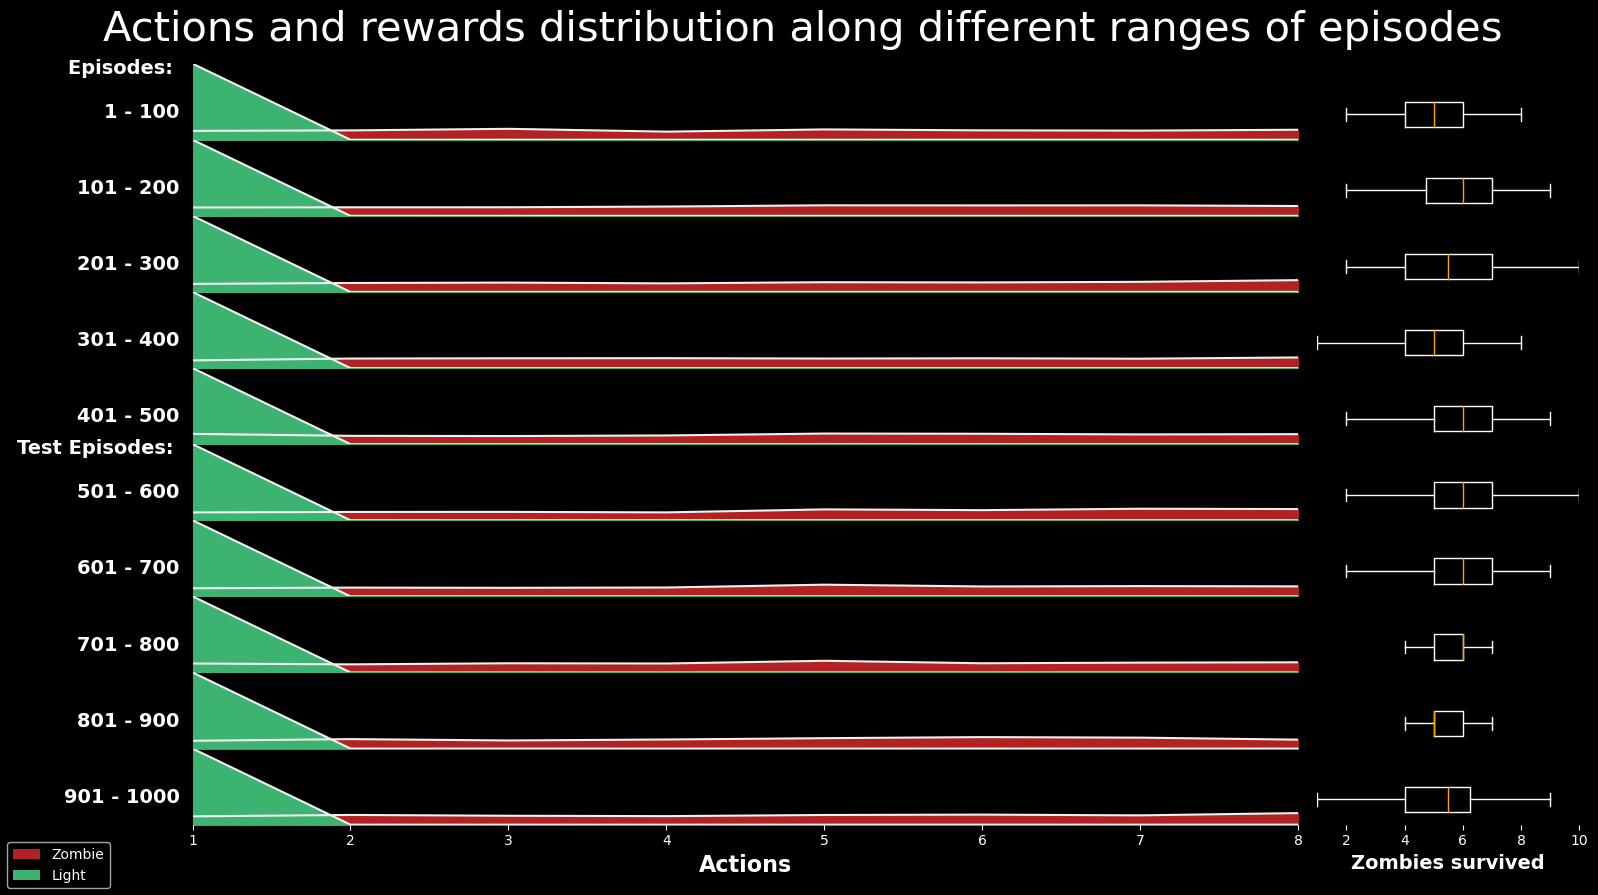 Actions and rewards distribution along different ranges of episodes
Episodes:
1 - 100
101 - 200
201 - 300
301 - 400
401 - 500
Test Episodes:
501 - 600
601 - 700
701 - 800
801 - 900
901 - 1000
1 2 3 4 5 6 7 8
2 4 6 8 10
Actions
Zombies survived
Zombie
Light